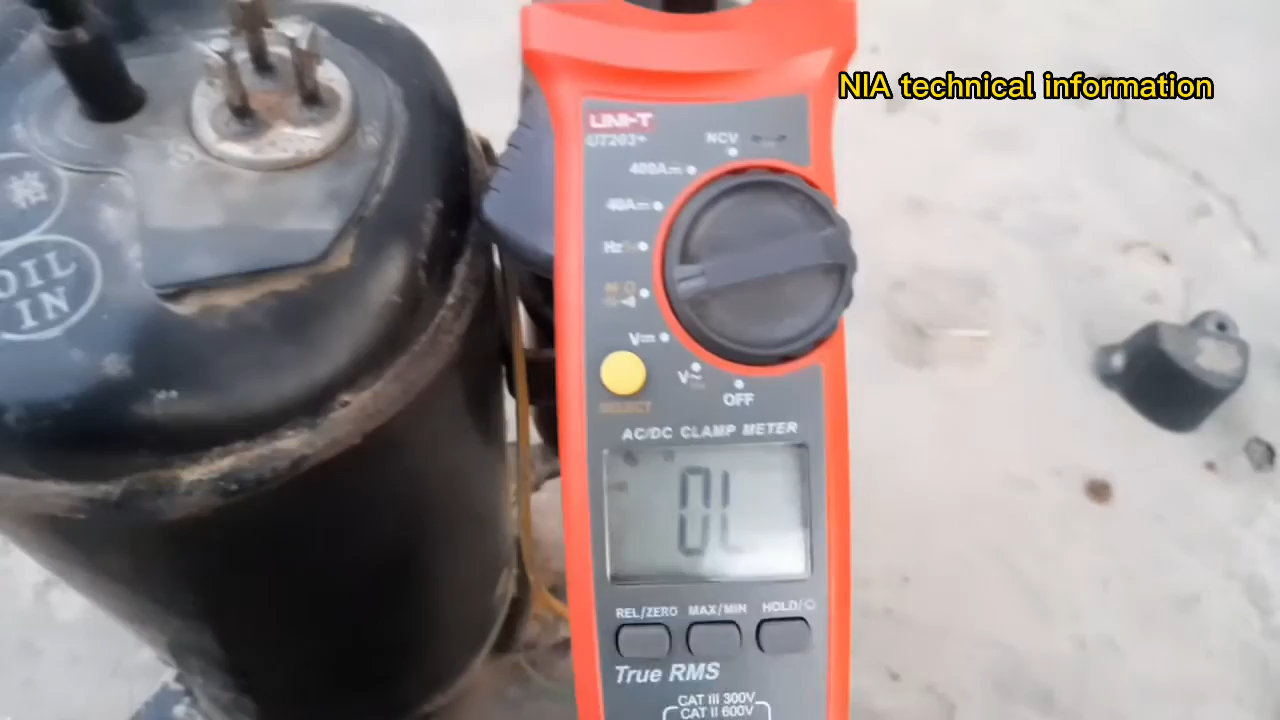 NIA technical information
UNI-T
UT203+
NCV
400A
40A
Hz
V
V~
OFF
SELECT
AC/DC CLAMP METER
OL
REL/ZERO MAX/MIN HOLD/
True RMS
CAT III 300V
CAT II 600V
格
OIL
IN